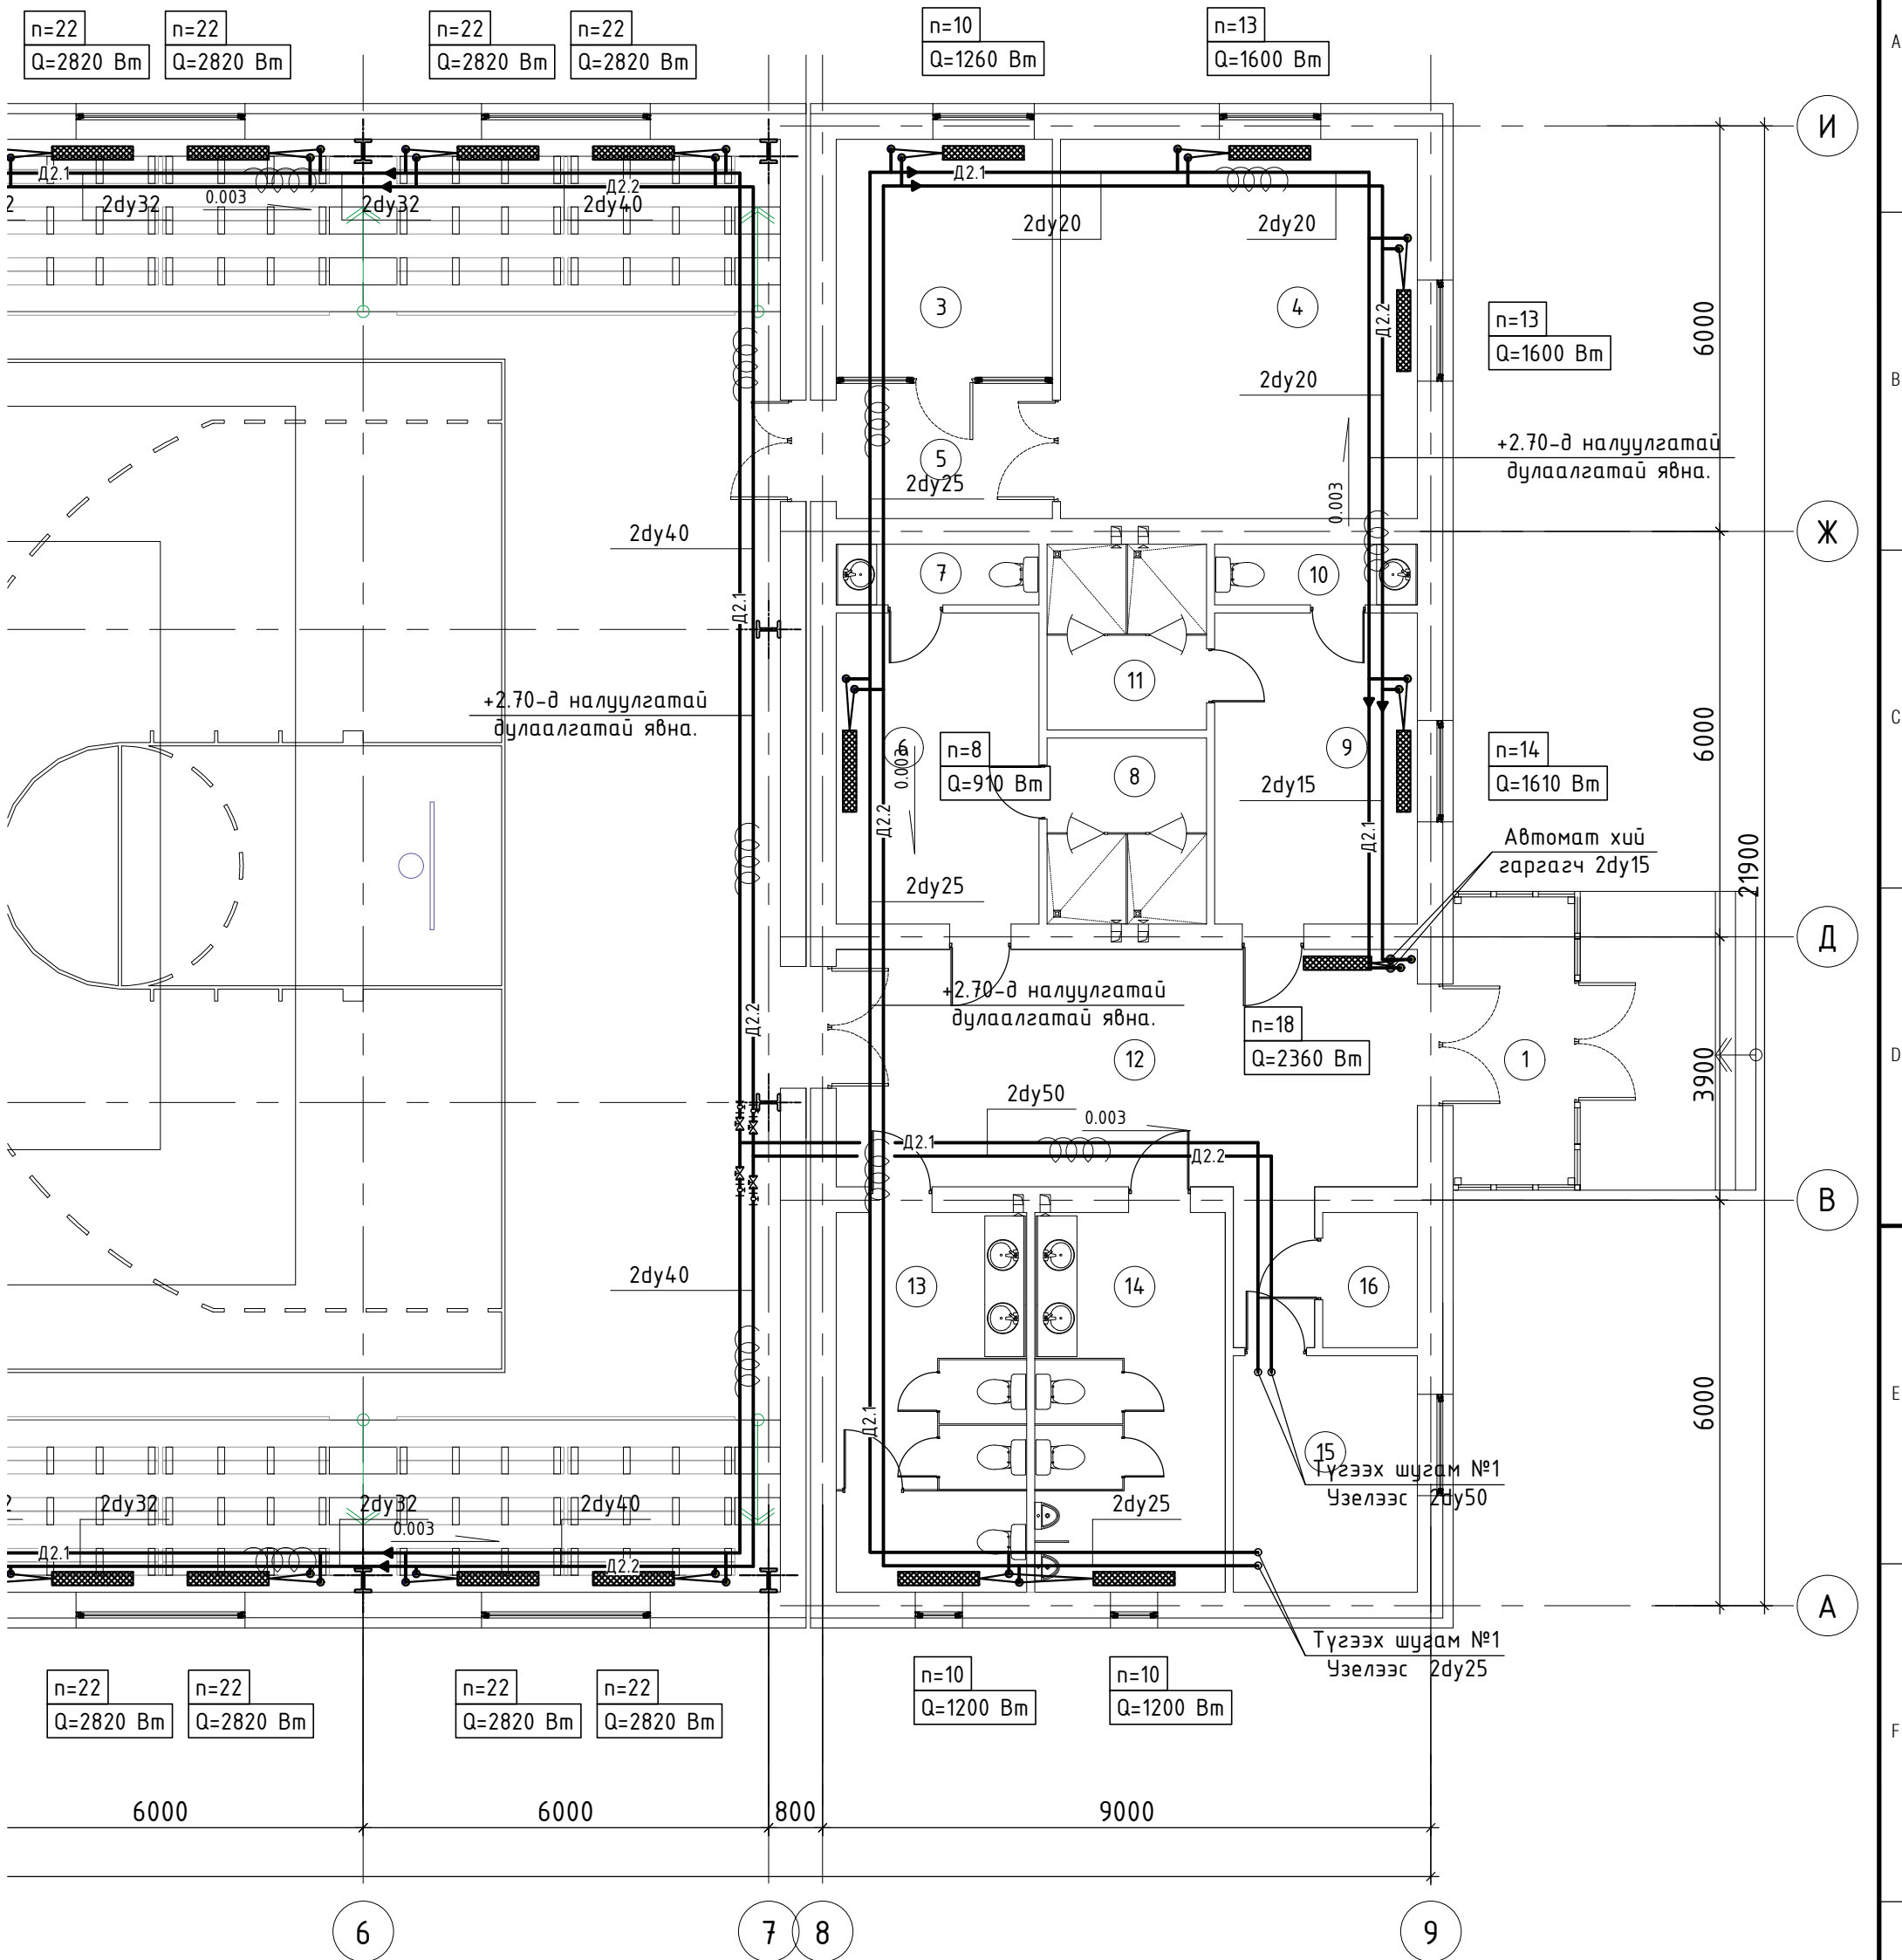 n=22
Q=2820 Вт
n=22
Q=2820 Вт
n=22
Q=2820 Вт
n=22
Q=2820 Вт
n=10
Q=1260 Вт
n=13
Q=1600 Вт
A
И
Д2.1
Д2.2
2dy32
0.003
2dy32
2dy40
Д2.1
2dy20
2dy20
3
4
Д2.2
n=13
Q=1600 Вт
6000
B
2dy20
+2.70-д налуулгатай
дулаалгатай явна.
5
2dy25
0.003
2dy40
Ж
7
10
Д2.1
11
+2.70-д налуулгатай
дулаалгатай явна.
6
0.003
n=8
Q=910 Вт
8
9
n=14
Q=1610 Вт
6000
C
2dy15
Д2.2
Д2.1
Автомат хий
гаргагч 2dy15
21900
2dy25
Д
+2.70-д налуулгатай
дулаалгатай явна.
Д2.2
n=18
Q=2360 Вт
12
1
3900
D
2dy50
0.003
Д2.1
Д2.2
В
2dy40
13
14
16
Д2.1
6000
E
15
Түгээх шугам №1
Узелээс 2dy50
2dy32
2dy32
2dy40
0.003
2dy25
Д2.1
Д2.2
А
Түгээх шугам №1
Узелээс 2dy25
n=22
Q=2820 Вт
n=22
Q=2820 Вт
n=22
Q=2820 Вт
n=22
Q=2820 Вт
n=10
Q=1200 Вт
n=10
Q=1200 Вт
F
6000
6000
800
9000
6
7
8
9